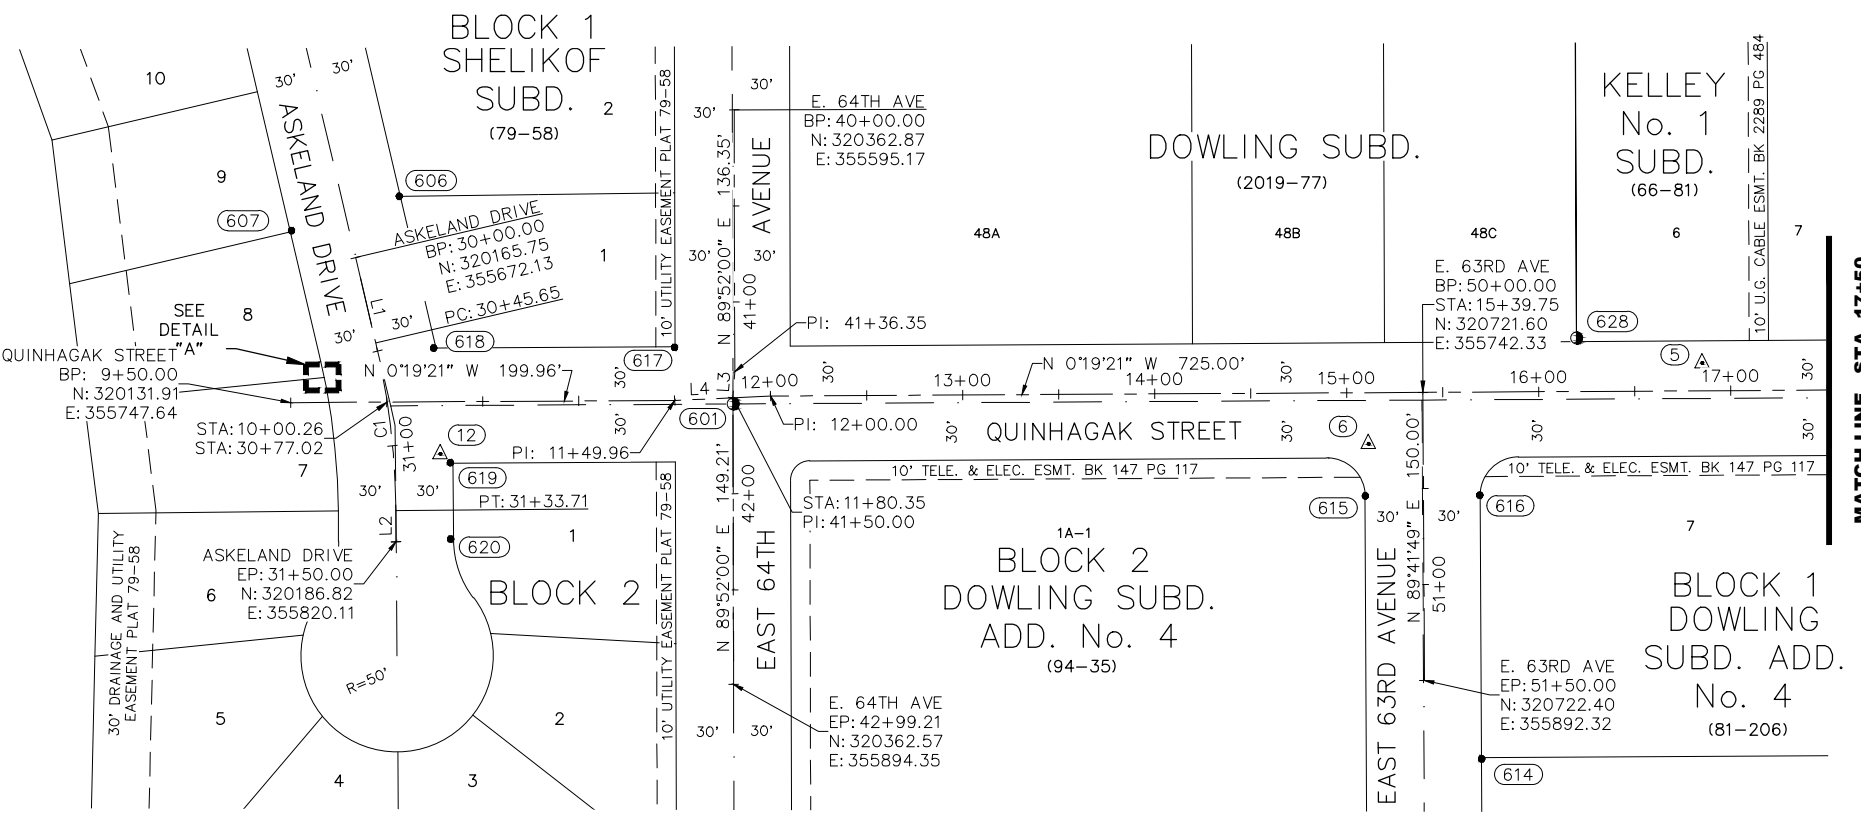 BLOCK 1
SHELIKOF
SUBD.
(79-58)
10
9
8
7
6
5
4
3
2
1
2
1
2
30'
30'
ASKELAND DRIVE
606
607
ASKELAND DRIVE
BP: 30+00.00
N: 320165.75
E: 355672.13
PC: 30+45.65
L1
30'
30'
618
617
10' UTILITY EASEMENT PLAT 79-58
SEE
DETAIL
"A"
QUINHAGAK STREET
BP: 9+50.00
N: 320131.91
E: 355747.64
STA: 10+00.26
STA: 30+77.02
N 0°19'21" W 199.96'
C1
31+00
12
PI: 11+49.96
619
PT: 31+33.71
30'
30'
L2
620
ASKELAND DRIVE
EP: 31+50.00
N: 320186.82
E: 355820.11
BLOCK 2
R=50'
30' DRAINAGE AND UTILITY
EASEMENT PLAT 79-58
10' UTILITY EASEMENT PLAT 79-58
30'
30'
30'
30'
E. 64TH AVE
BP: 40+00.00
N: 320362.87
E: 355595.17
N 89°52'00" E 136.35'
AVENUE
41+00
PI: 41+36.35
L3
L4
30'
30'
601
12+00
PI: 12+00.00
STA: 11+80.35
PI: 41+50.00
N 89°52'00" E 149.21'
42+00
EAST 64TH
30'
30'
E. 64TH AVE
EP: 42+99.21
N: 320362.57
E: 355894.35
DOWLING SUBD.
(2019-77)
48A
48B
48C
KELLEY
No. 1
SUBD.
(66-81)
6
7
10' U.G. CABLE ESMT. BK 2289 PG 484
E. 63RD AVE
BP: 50+00.00
STA: 15+39.75
N: 320721.60
E: 355742.33
628
5
30'
13+00
N 0°19'21" W 725.00'
14+00
30'
15+00
16+00
17+00
30'
30'
QUINHAGAK STREET
30'
6
30'
30'
10' TELE. & ELEC. ESMT. BK 147 PG 117
10' TELE. & ELEC. ESMT. BK 147 PG 117
615
616
30'
30'
N 89°41'49" E 150.00'
51+00
EAST 63RD AVENUE
1A-1
BLOCK 2
DOWLING SUBD.
ADD. No. 4
(94-35)
7
BLOCK 1
DOWLING
SUBD. ADD.
No. 4
(81-206)
E. 63RD AVE
EP: 51+50.00
N: 320722.40
E: 355892.32
614